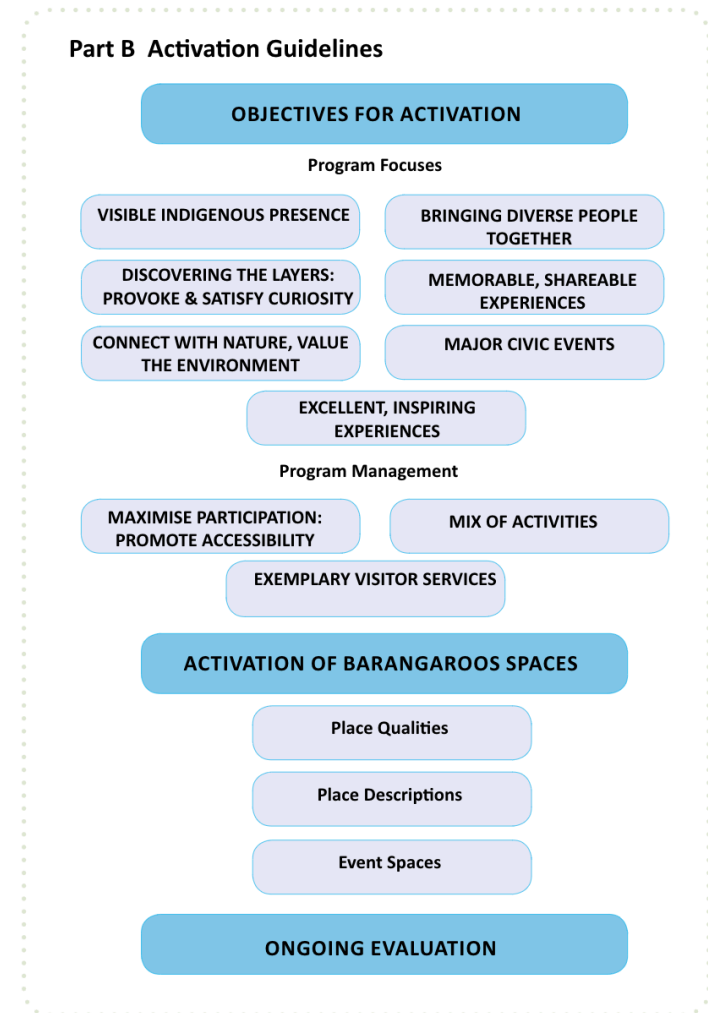 Part B  Activation Guidelines
OBJECTIVES FOR ACTIVATION
Program Focuses
VISIBLE INDIGENOUS PRESENCE
BRINGING DIVERSE PEOPLE
TOGETHER
DISCOVERING THE LAYERS:
PROVOKE & SATISFY CURIOSITY
MEMORABLE, SHAREABLE
EXPERIENCES
CONNECT WITH NATURE, VALUE
THE ENVIRONMENT
MAJOR CIVIC EVENTS
EXCELLENT, INSPIRING
EXPERIENCES
Program Management
MAXIMISE PARTICIPATION:
PROMOTE ACCESSIBILITY
MIX OF ACTIVITIES
EXEMPLARY VISITOR SERVICES
ACTIVATION OF BARANGAROOS SPACES
Place Qualities
Place Descriptions
Event Spaces
ONGOING EVALUATION